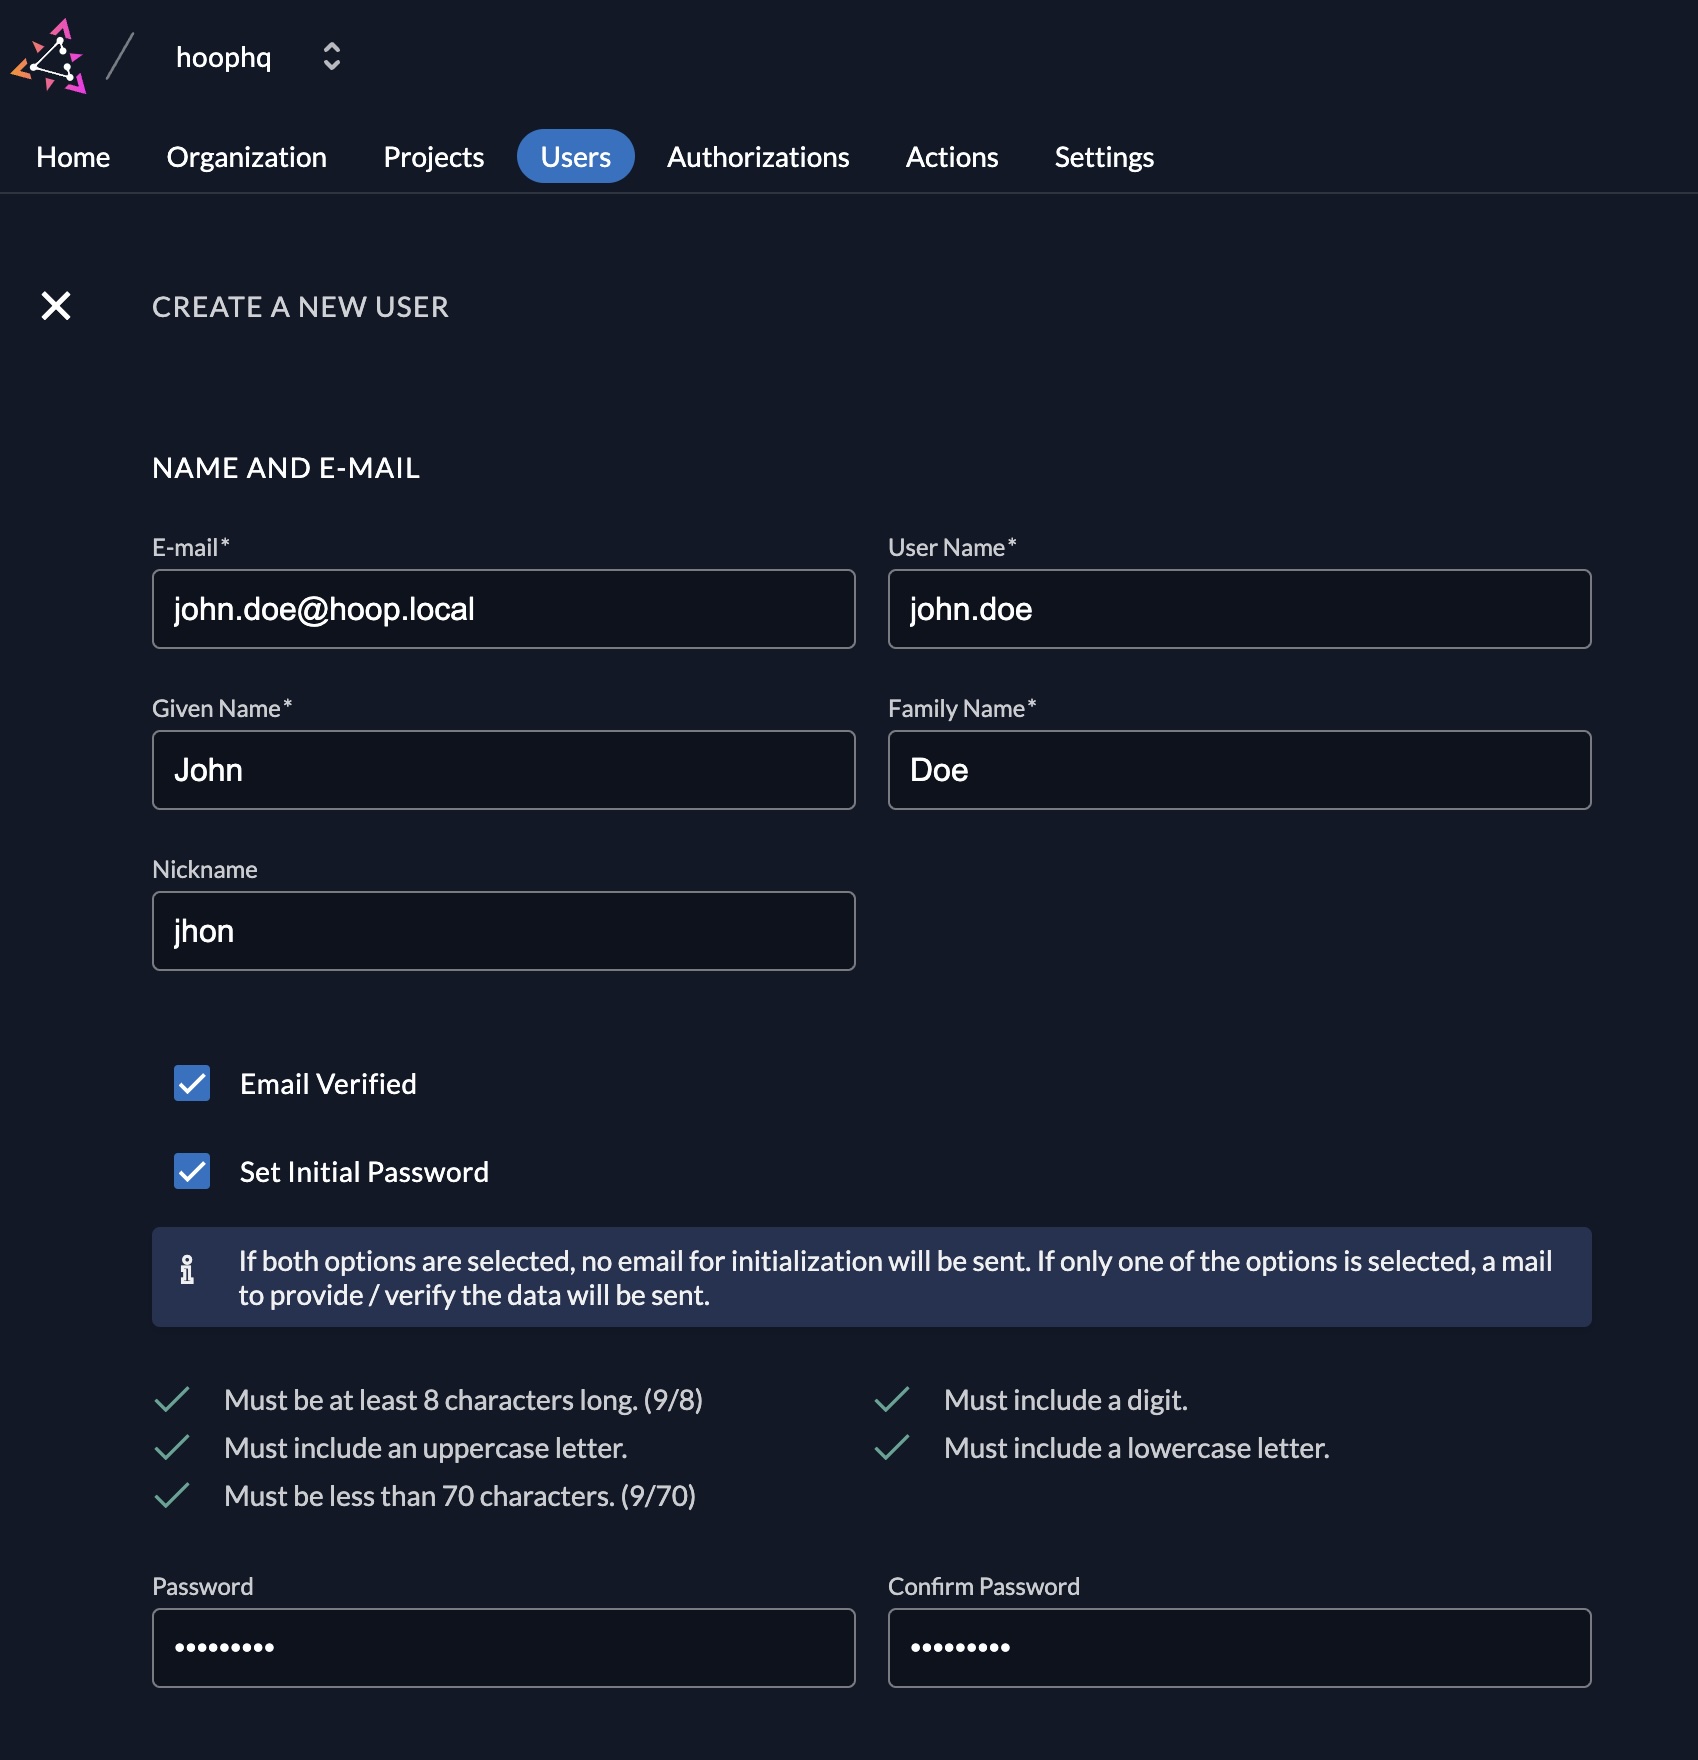 hoophq
Home Organization Projects Users Authorizations Actions Settings
CREATE A NEW USER
NAME AND E-MAIL
E-mail* User Name*
john.doe@hoop.local john.doe
Given Name* Family Name*
John Doe
Nickname
jhon
Email Verified
Set Initial Password
If both options are selected, no email for initialization will be sent. If only one of the options is selected, a mail
to provide / verify the data will be sent.
Must be at least 8 characters long. (9/8) Must include a digit.
Must include an uppercase letter. Must include a lowercase letter.
Must be less than 70 characters. (9/70)
Password Confirm Password
••••••••• •••••••••